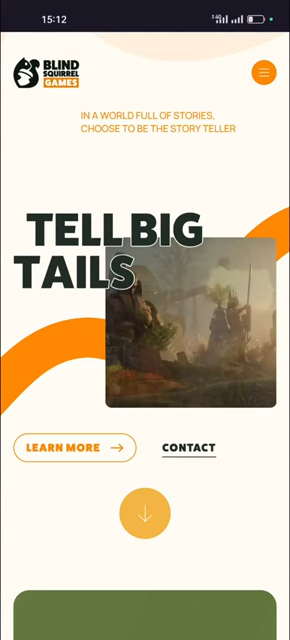 15:12
BLIND
SQUIRREL
GAMES
IN A WORLD FULL OF STORIES,
CHOOSE TO BE THE STORY TELLER
TELL BIG
TAILS
LEARN MORE
CONTACT